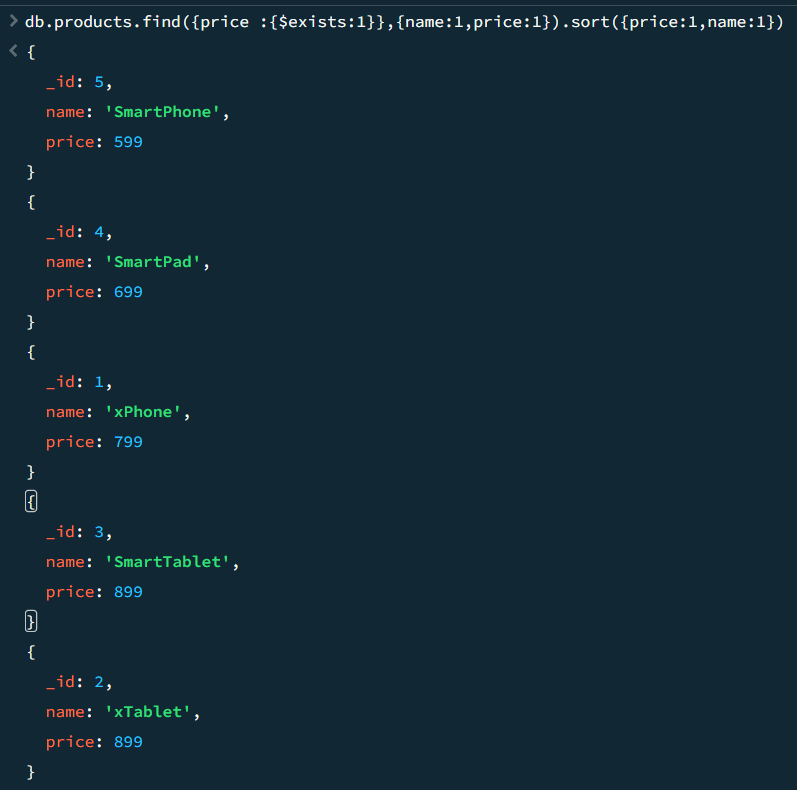 > db.products.find({price :{$exists:1}},{name:1,price:1}).sort({price:1,name:1})
< {
_id: 5,
name: 'SmartPhone',
price: 599
}
{
_id: 4,
name: 'SmartPad',
price: 699
}
{
_id: 1,
name: 'xPhone',
price: 799
}
{
_id: 3,
name: 'SmartTablet',
price: 899
}
{
_id: 2,
name: 'xTablet',
price: 899
}